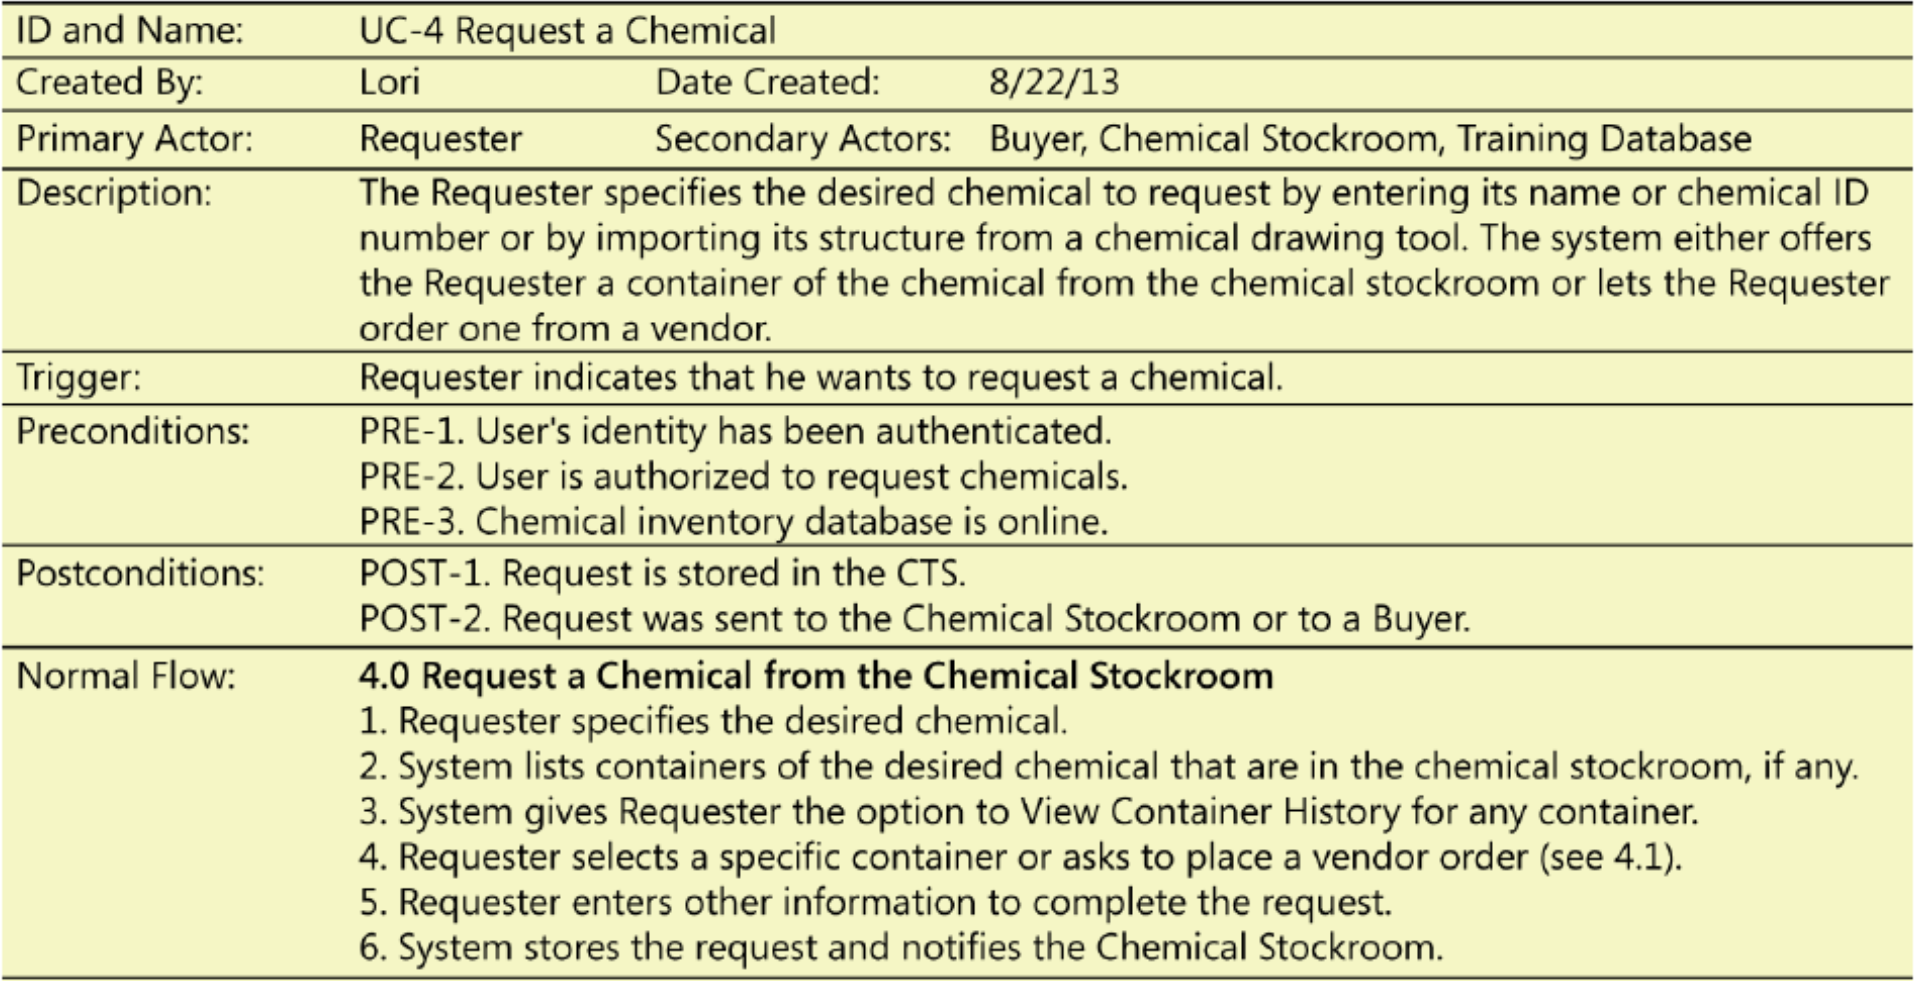 ID and Name: UC-4 Request a Chemical
Created By: Lori Date Created: 8/22/13
Primary Actor: Requester Secondary Actors: Buyer, Chemical Stockroom, Training Database
Description: The Requester specifies the desired chemical to request by entering its name or chemical ID
number or by importing its structure from a chemical drawing tool. The system either offers
the Requester a container of the chemical from the chemical stockroom or lets the Requester
order one from a vendor.
Trigger: Requester indicates that he wants to request a chemical.
Preconditions: PRE-1. User's identity has been authenticated.
PRE-2. User is authorized to request chemicals.
PRE-3. Chemical inventory database is online.
Postconditions: POST-1. Request is stored in the CTS.
POST-2. Request was sent to the Chemical Stockroom or to a Buyer.
Normal Flow: 4.0 Request a Chemical from the Chemical Stockroom
1. Requester specifies the desired chemical.
2. System lists containers of the desired chemical that are in the chemical stockroom, if any.
3. System gives Requester the option to View Container History for any container.
4. Requester selects a specific container or asks to place a vendor order (see 4.1).
5. Requester enters other information to complete the request.
6. System stores the request and notifies the Chemical Stockroom.